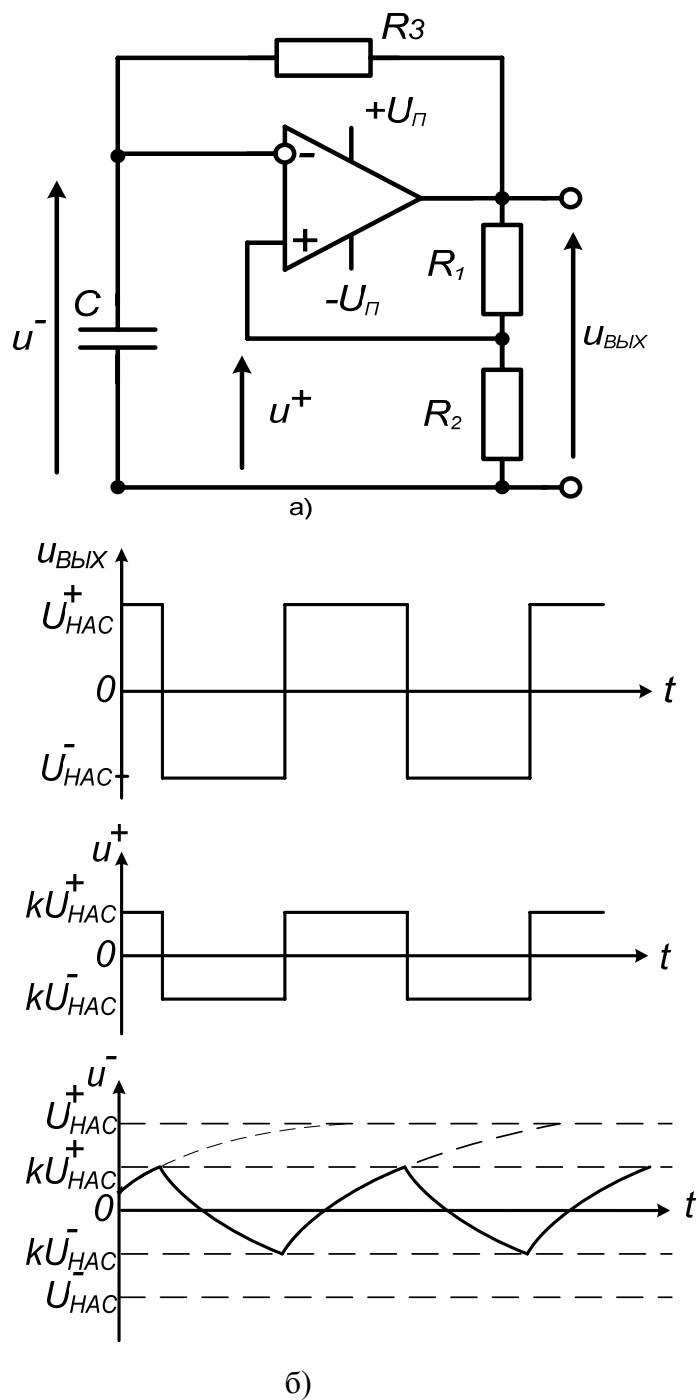 R3
+UП
-
+
-UП
C
u-
u+
R1
R2
uВЫХ
а)
uВЫХ
U+НАС
0
t
U-НАС
u+
kU+НАС
0
t
kU-НАС
u-
U+НАС
kU+НАС
0
t
kU-НАС
U-НАС
б)